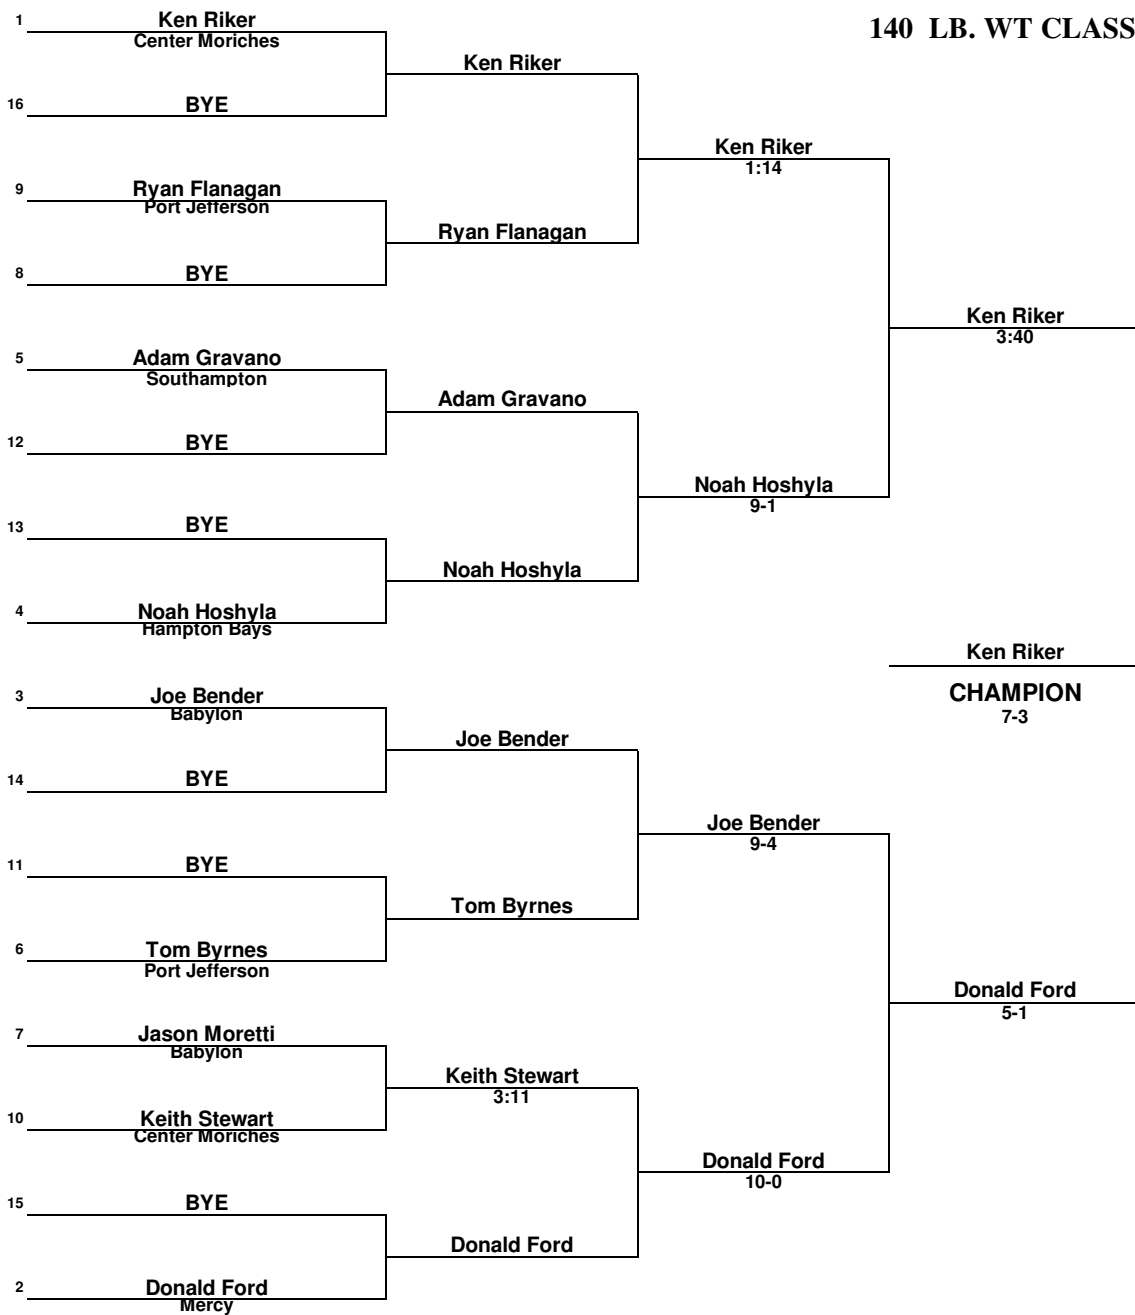 140 LB. WT CLASS
1
Ken Riker
Center Moriches
Ken Riker
16
BYE
Ken Riker
1:14
9
Ryan Flanagan
Port Jefferson
Ryan Flanagan
8
BYE
Ken Riker
3:40
5
Adam Gravano
Southampton
Adam Gravano
12
BYE
Noah Hoshyla
9-1
13
BYE
Noah Hoshyla
4
Noah Hoshyla
Hampton Bays
Ken Riker
CHAMPION
7-3
3
Joe Bender
Babylon
Joe Bender
14
BYE
Joe Bender
9-4
11
BYE
Tom Byrnes
6
Tom Byrnes
Port Jefferson
Donald Ford
5-1
7
Jason Moretti
Babylon
Keith Stewart
3:11
10
Keith Stewart
Center Moriches
Donald Ford
10-0
15
BYE
Donald Ford
2
Donald Ford
Mercy